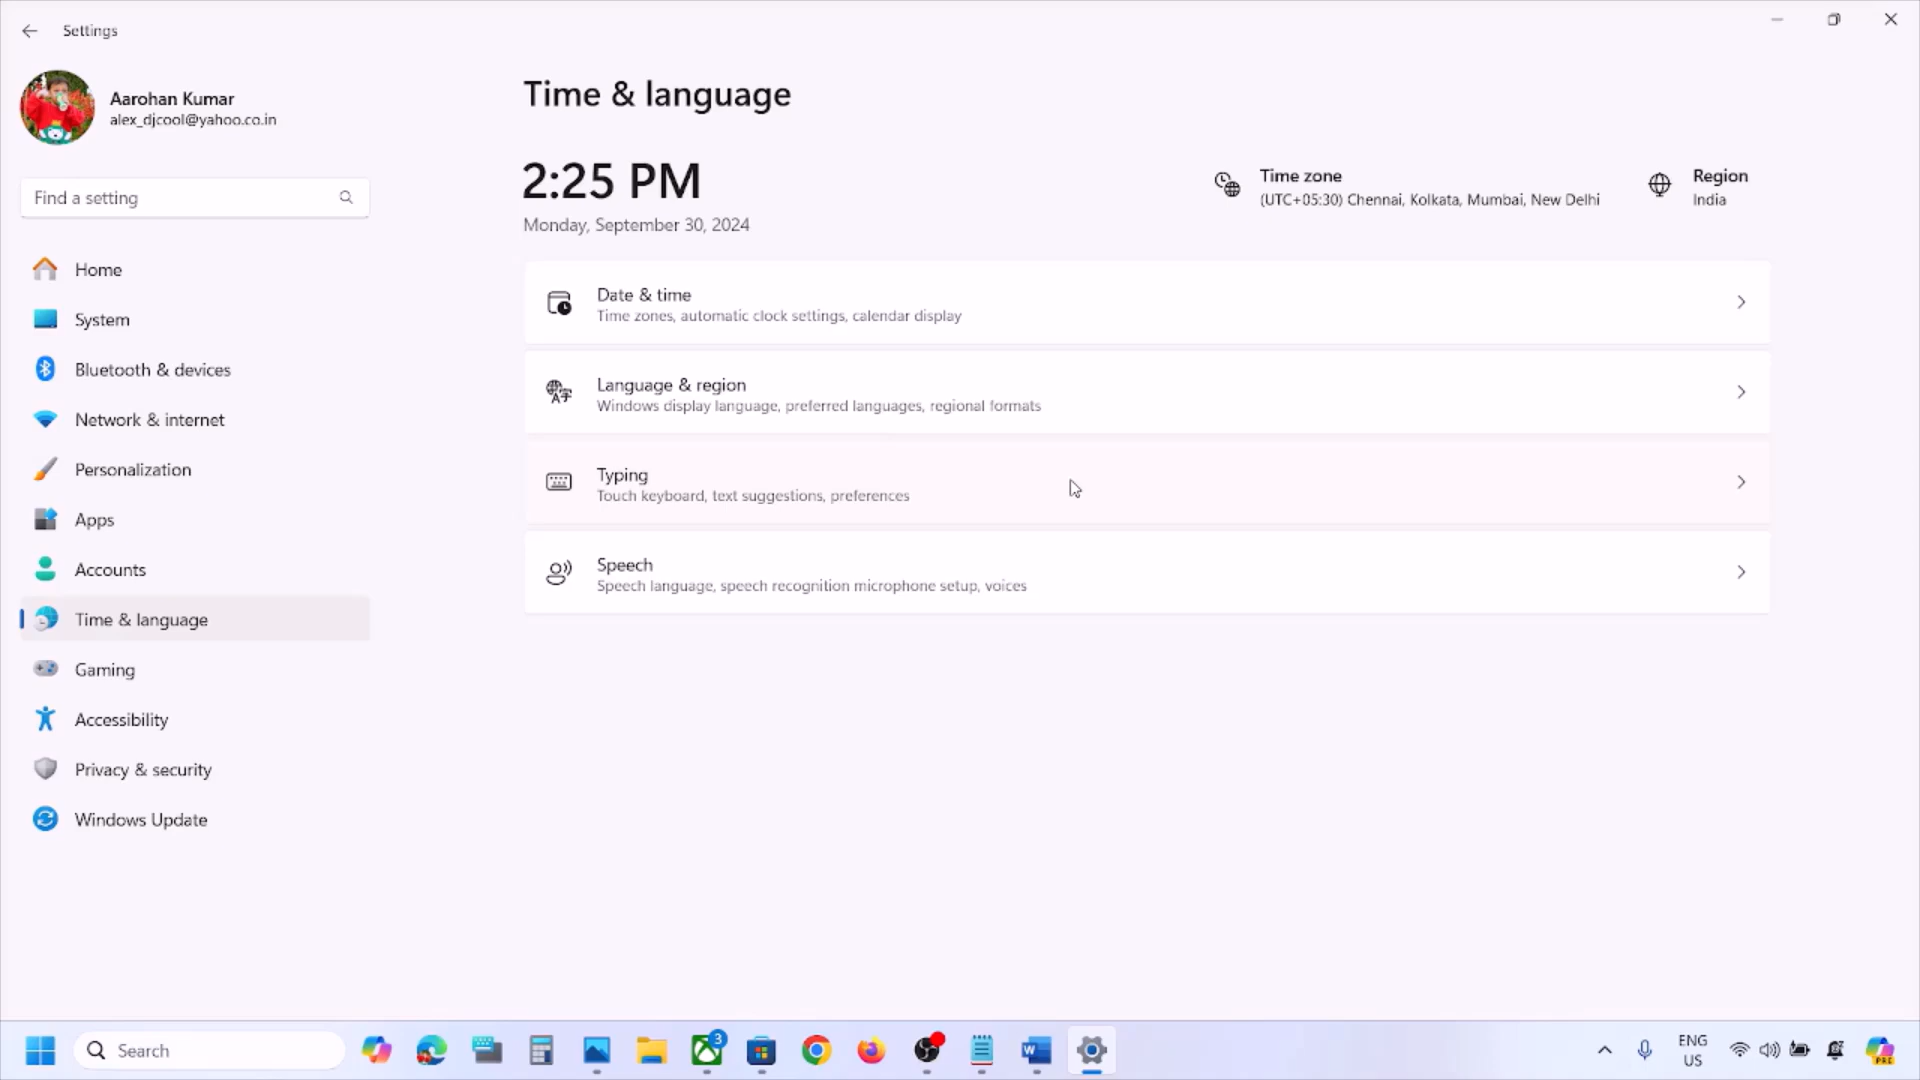 Settings
Aarohan Kumar
alex_djcool@yahoo.co.in
Find a setting
Home
System
Bluetooth & devices
Network & internet
Personalization
Apps
Accounts
Time & language
Gaming
Accessibility
Privacy & security
Windows Update
Time & language
2:25 PM
Monday, September 30, 2024
Time zone
(UTC+05:30) Chennai, Kolkata, Mumbai, New Delhi
Region
India
Date & time
Time zones, automatic clock settings, calendar display
Language & region
Windows display language, preferred languages, regional formats
Typing
Touch keyboard, text suggestions, preferences
Speech
Speech language, speech recognition microphone setup, voices
Search
3
ENG
US
PRE